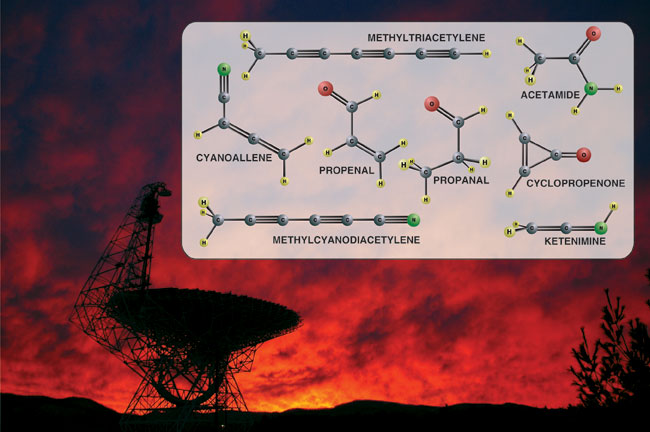 METHYLTRIACETYLENE
ACETAMIDE
CYANOALLENE
PROPENAL
PROPANAL
CYCLOPROPENONE
METHYLCYANODIACETYLENE
KETENIMINE